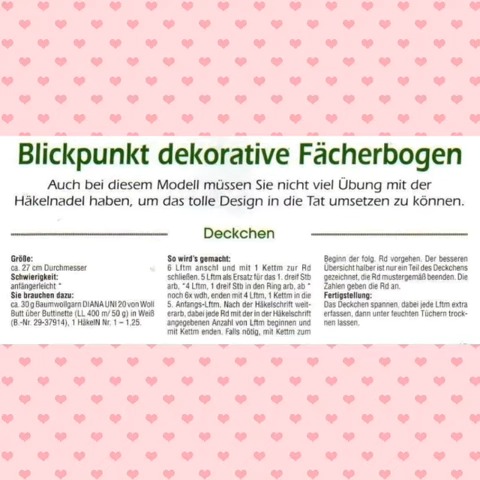 Blickpunkt dekorative Fächerbogen
Auch bei diesem Modell müssen Sie nicht viel Übung mit der
Häkelnadel haben, um das tolle Design in die Tat umsetzen zu können.
Deckchen
Größe:
ca. 27 cm Durchmesser
Schwierigkeit:
anfängerleicht *
Sie brauchen dazu:
ca. 30 g Baumwollgarn DIANA UNI 20 von Woll
Butt über Buttinette (LL 400 m/ 50 g) in Weiß
(B.-Nr. 29-37914), 1 HäkelN Nr. 1 – 1,25.
So wird's gemacht:
6 Lftm anschl und mit 1 Kettm zur Rd
schließen. 5 Lftm als Ersatz für das 1. dreif Stb
arb, *4 Lftm, 1 dreif Stb in den Ring arb, ab *
noch 6x wdh, enden mit 4 Lftm, 1 Kettm in die
5. Anfangs-Lftm. Nach der Häkelschrift weit-
erarb, dabei jede Rd mit der in der Häkelschrift
angegebenen Anzahl von Lftm beginnen und
mit Kettm enden. Falls nötig, mit Kettm zum
Beginn der folg. Rd vorgehen. Der besseren
Übersicht halber ist nur ein Teil des Deckchens
gezeichnet, die Rd mustergemäß beenden. Die
Zahlen geben die Rd an.
Fertigstellung:
Das Deckchen spannen, dabei jede Lftm extra
erfassen, dann unter feuchten Tüchern trock-
nen lassen.